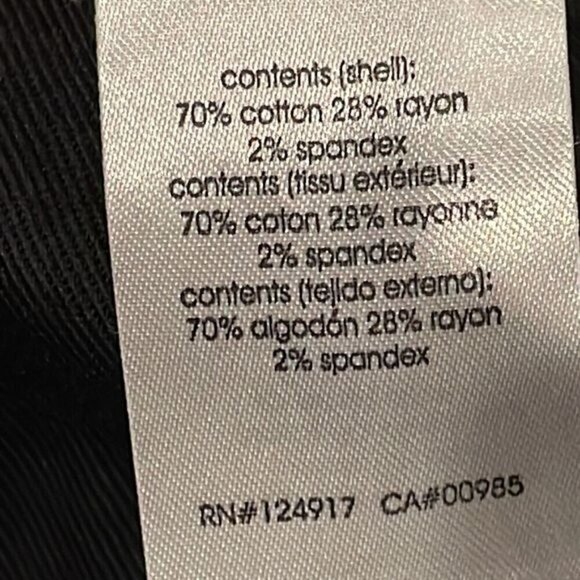 contents (shell):
70% cotton 28% rayon
2% spandex
contents (tissu extérieur):
70% coton 28% rayonne
2% spandex
contents (tejido externo):
70% algodón 28% rayon
2% spandex
RN#124917 CA#00985